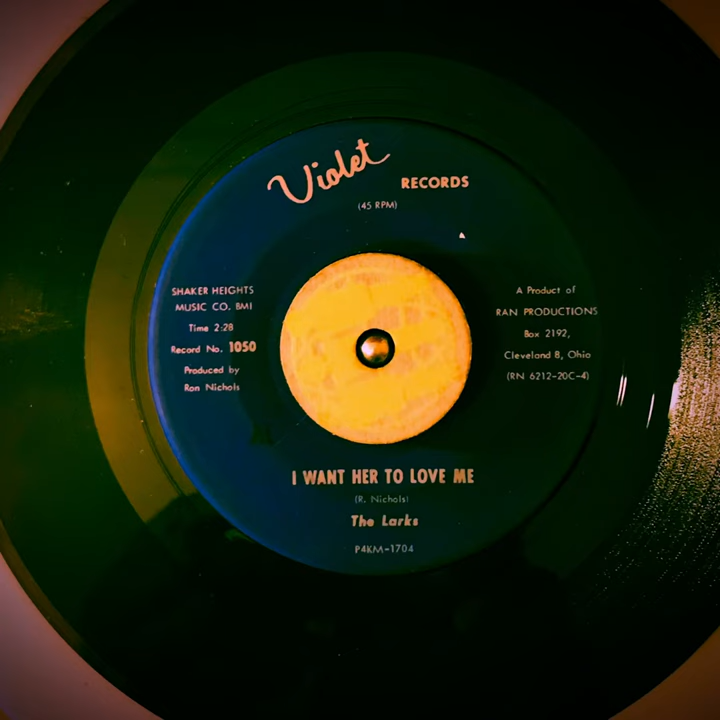 Violet RECORDS
(45 RPM)
SHAKER HEIGHTS
MUSIC CO. BMI
Time 2:28
Record No. 1050
Produced by
Ron Nichols
A Product of
RAN PRODUCTIONS
Box 2192,
Cleveland 8, Ohio
(RN 6212-20C-4)
I WANT HER TO LOVE ME
(R. Nichols)
The Larks
P4KM-1704